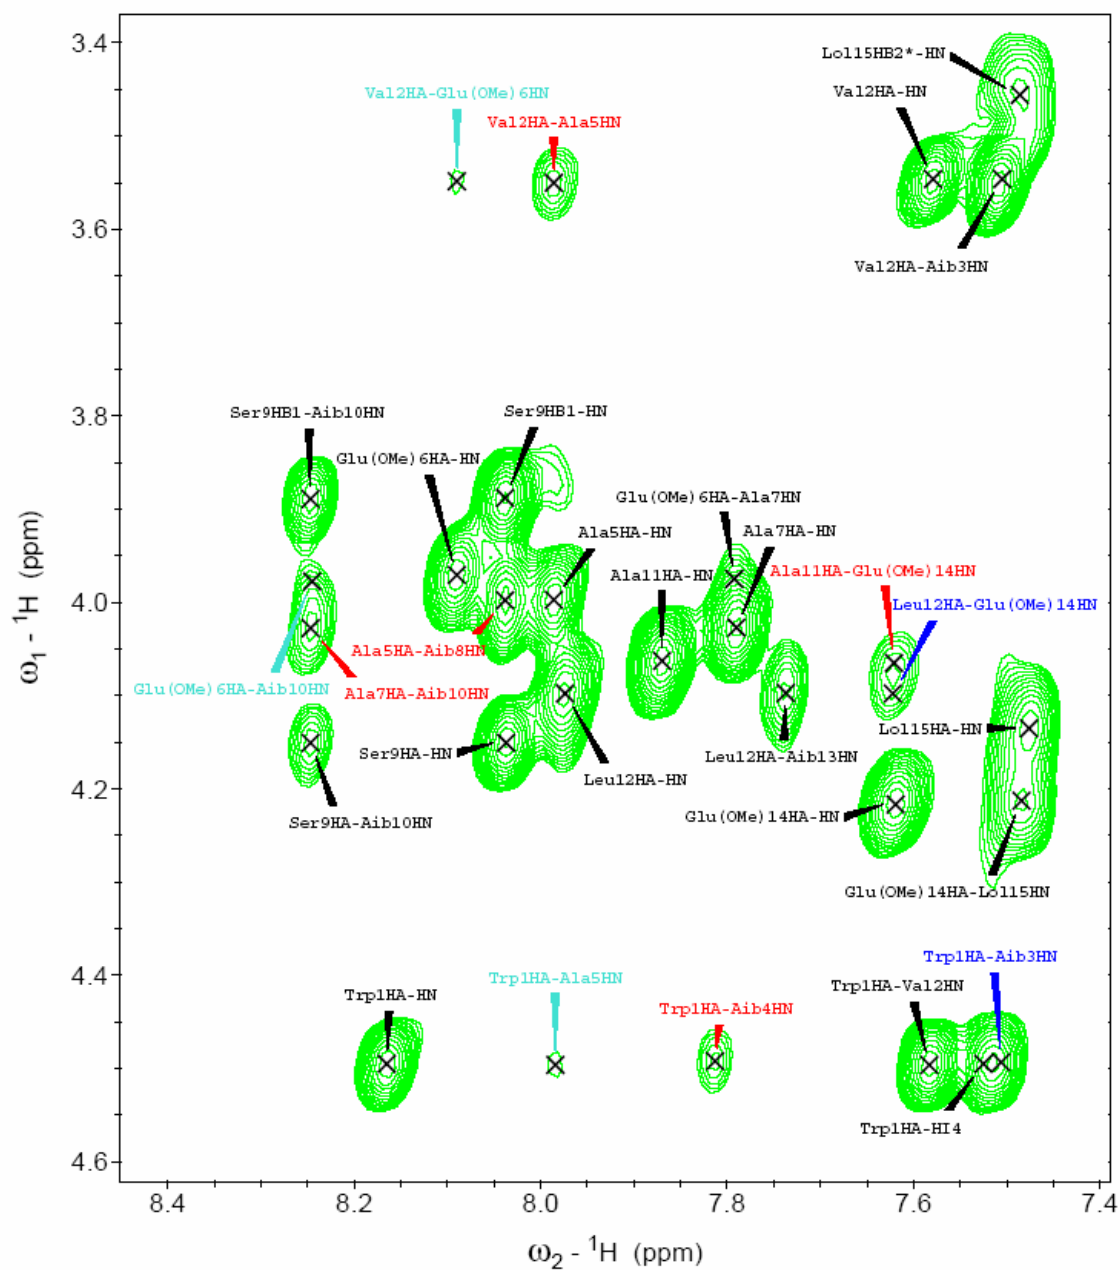 3.4
Lol15HB2*-HN
Val2HA-Glu(OMe)6HN
Val2HA-HN
Val2HA-Ala5HN
3.6
Val2HA-Aib3HN
3.8
Ser9HB1-Aib10HN
Ser9HB1-HN
Glu(OMe)6HA-HN
Glu(OMe)6HA-Ala7HN
Ala5HA-HN
Ala7HA-HN
Ala11HA-HN
Ala11HA-Glu(OMe)14HN
4.0
Leu12HA-Glu(OMe)14HN
Ala5HA-Aib8HN
Glu(OMe)6HA-Aib10HN
Ala7HA-Aib10HN
Lol15HA-HN
Ser9HA-HN
Leu12HA-Aib13HN
Leu12HA-HN
4.2
Glu(OMe)14HA-HN
Ser9HA-Aib10HN
Glu(OMe)14HA-Lol15HN
Trp1HA-Aib3HN
4.4
Trp1HA-Ala5HN
Trp1HA-Val2HN
Trp1HA-HN
Trp1HA-Aib4HN
Trp1HA-HI4
4.6
8.4 8.2 8.0 7.8 7.6 7.4
ω2 - 1H (ppm)
ω1 - 1H (ppm)